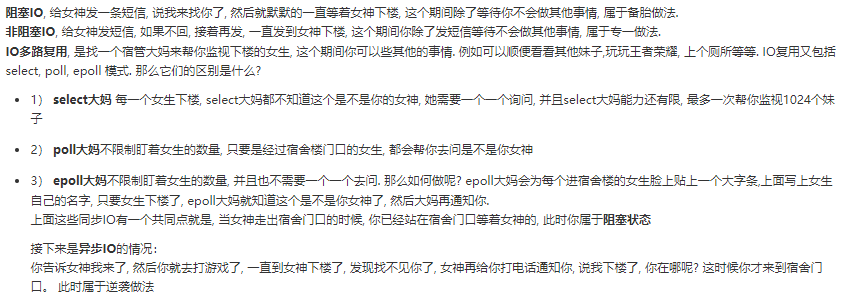 阻塞IO, 给女神发一条短信, 说我来找你了, 然后就默默的一直等着女神下楼, 这个期间除了等待你不会做其他事情, 属于备胎做法.
非阻塞IO, 给女神发短信, 如果不回, 接着再发, 一直发到女神下楼, 这个期间你除了发短信等待不会做其他事情, 属于专一做法.
IO多路复用, 是找一个宿管大妈来帮你监视下楼的女生, 这个期间你可以些其他的事情. 例如可以顺便看看其他妹子,玩玩王者荣耀, 上个厕所等等. IO复用又包括
select, poll, epoll 模式. 那么它们的区别是什么?
• 1） select大妈 每一个女生下楼, select大妈都不知道这个是不是你的女神, 她需要一个一个询问, 并且select大妈能力还有限, 最多一次帮你监视1024个妹
子
• 2） poll大妈不限制盯着女生的数量, 只要是经过宿舍楼门口的女生, 都会帮你去问是不是你女神
• 3） epoll大妈不限制盯着女生的数量, 并且也不需要一个一个去问. 那么如何做呢? epoll大妈会为每个进宿舍楼的女生脸上贴上一个大字条,上面写上女生
自己的名字, 只要女生下楼了, epoll大妈就知道这个是不是你女神了, 然后大妈再通知你.
上面这些同步IO有一个共同点就是, 当女神走出宿舍门口的时候, 你已经站在宿舍门口等着女神的, 此时你属于阻塞状态
接下来是异步IO的情况：
你告诉女神我来了, 然后你就去打游戏了, 一直到女神下楼了, 发现找不见你了, 女神再给你打电话通知你, 说我下楼了, 你在哪呢? 这时候你才来到宿舍门
口。 此时属于逆袭做法